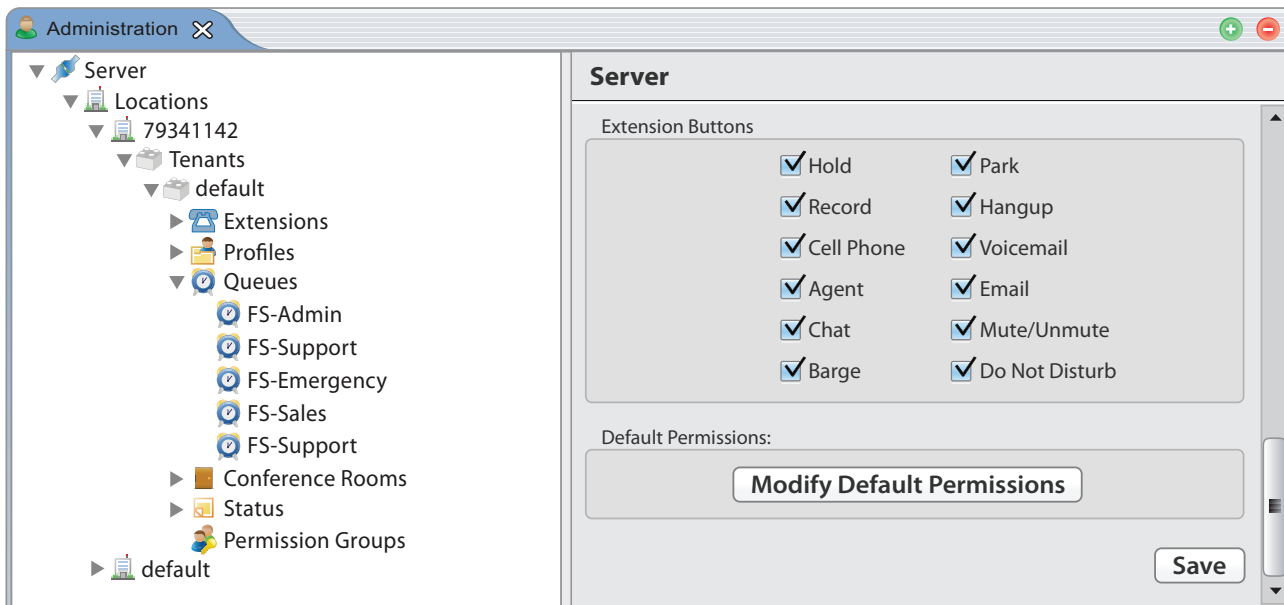 Administration
Server
Locations
79341142
Tenants
default
Extensions
Profiles
Queues
FS-Admin
FS-Support
FS-Emergency
FS-Sales
FS-Support
Conference Rooms
Status
Permission Groups
default
Server
Extension Buttons
Hold Park
Record Hangup
Cell Phone Voicemail
Agent Email
Chat Mute/Unmute
Barge Do Not Disturb
Default Permissions:
Modify Default Permissions
Save